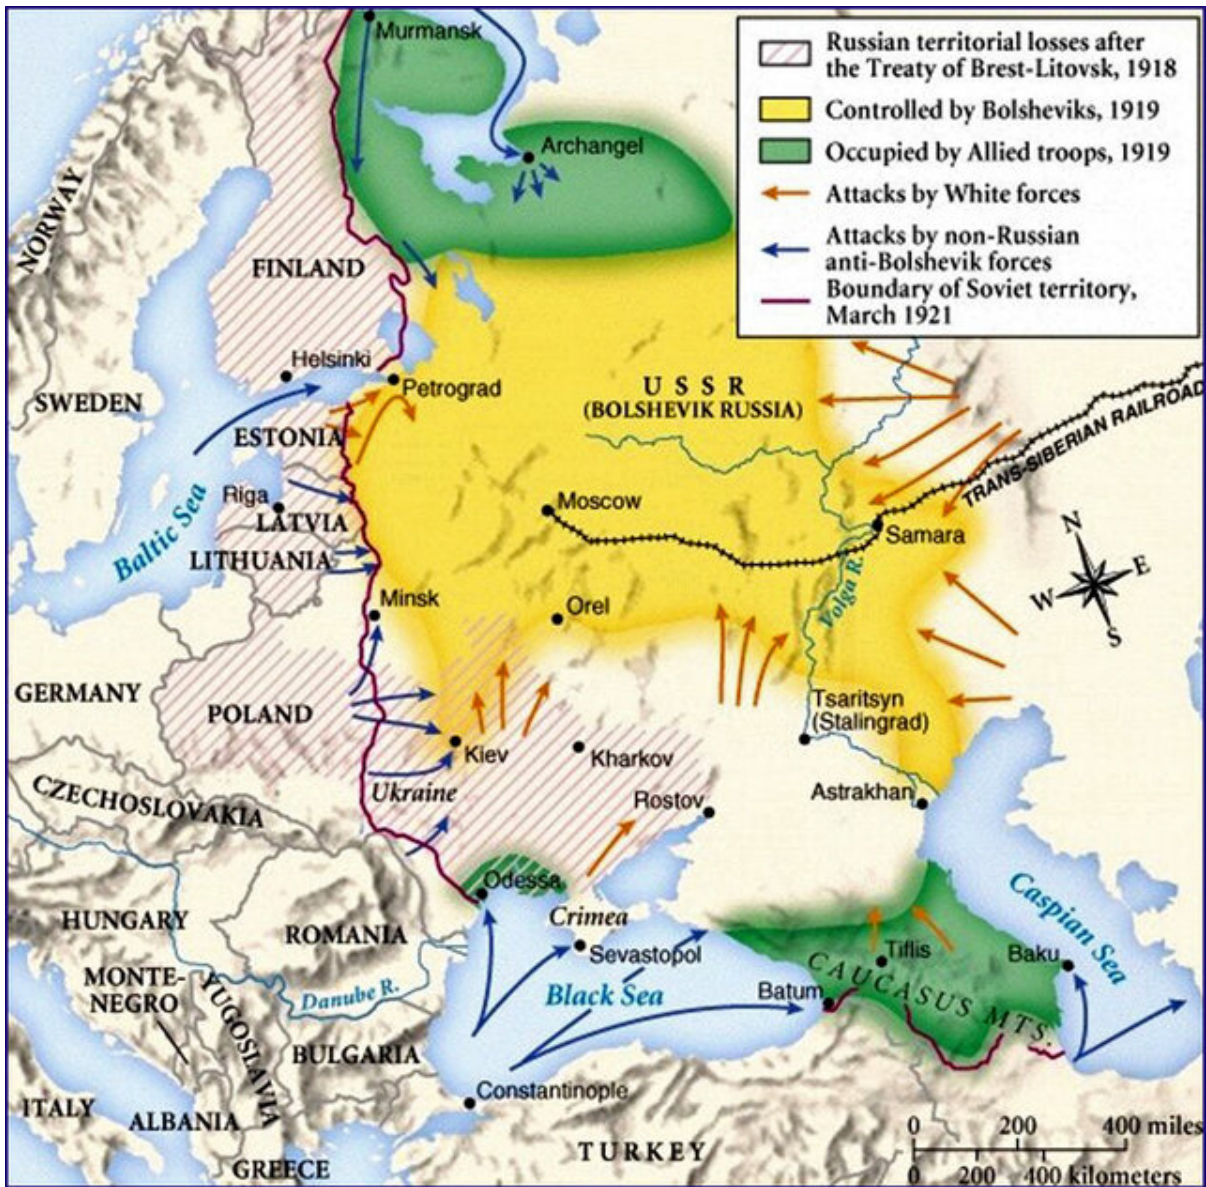 Murmansk
Archangel
Russian territorial losses after
the Treaty of Brest-Litovsk, 1918
Controlled by Bolsheviks, 1919
Occupied by Allied troops, 1919
Attacks by White forces
Attacks by non-Russian
anti-Bolshevik forces
Boundary of Soviet territory,
March 1921
NORWAY
FINLAND
SWEDEN
Helsinki
Petrograd
USSR
(BOLSHEVIK RUSSIA)
TRANS-SIBERIAN RAILROAD
ESTONIA
Baltic Sea
Riga
LATVIA
LITHUANIA
Moscow
Samara
Volga R.
N
E
W
S
Minsk
Orel
GERMANY
POLAND
Tsaritsyn
(Stalingrad)
Kiev
Kharkov
Ukraine
Rostov
Astrakhan
CZECHOSLOVAKIA
Odessa
Crimea
Caspian Sea
HUNGARY
ROMANIA
Sevastopol
Tiflis
Baku
MONTE-
NEGRO
YUGOSLAVIA
Danube R.
Black Sea
Batum
CAUCASUS MTS.
BULGARIA
Constantinople
ITALY
ALBANIA
GREECE
TURKEY
0 200 400 miles
0 200 400 kilometers